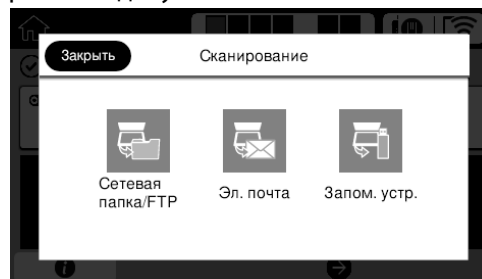 Закрыть
Сканирование
Сетевая
папка/FTP
Эл. почта
Запом. устр.